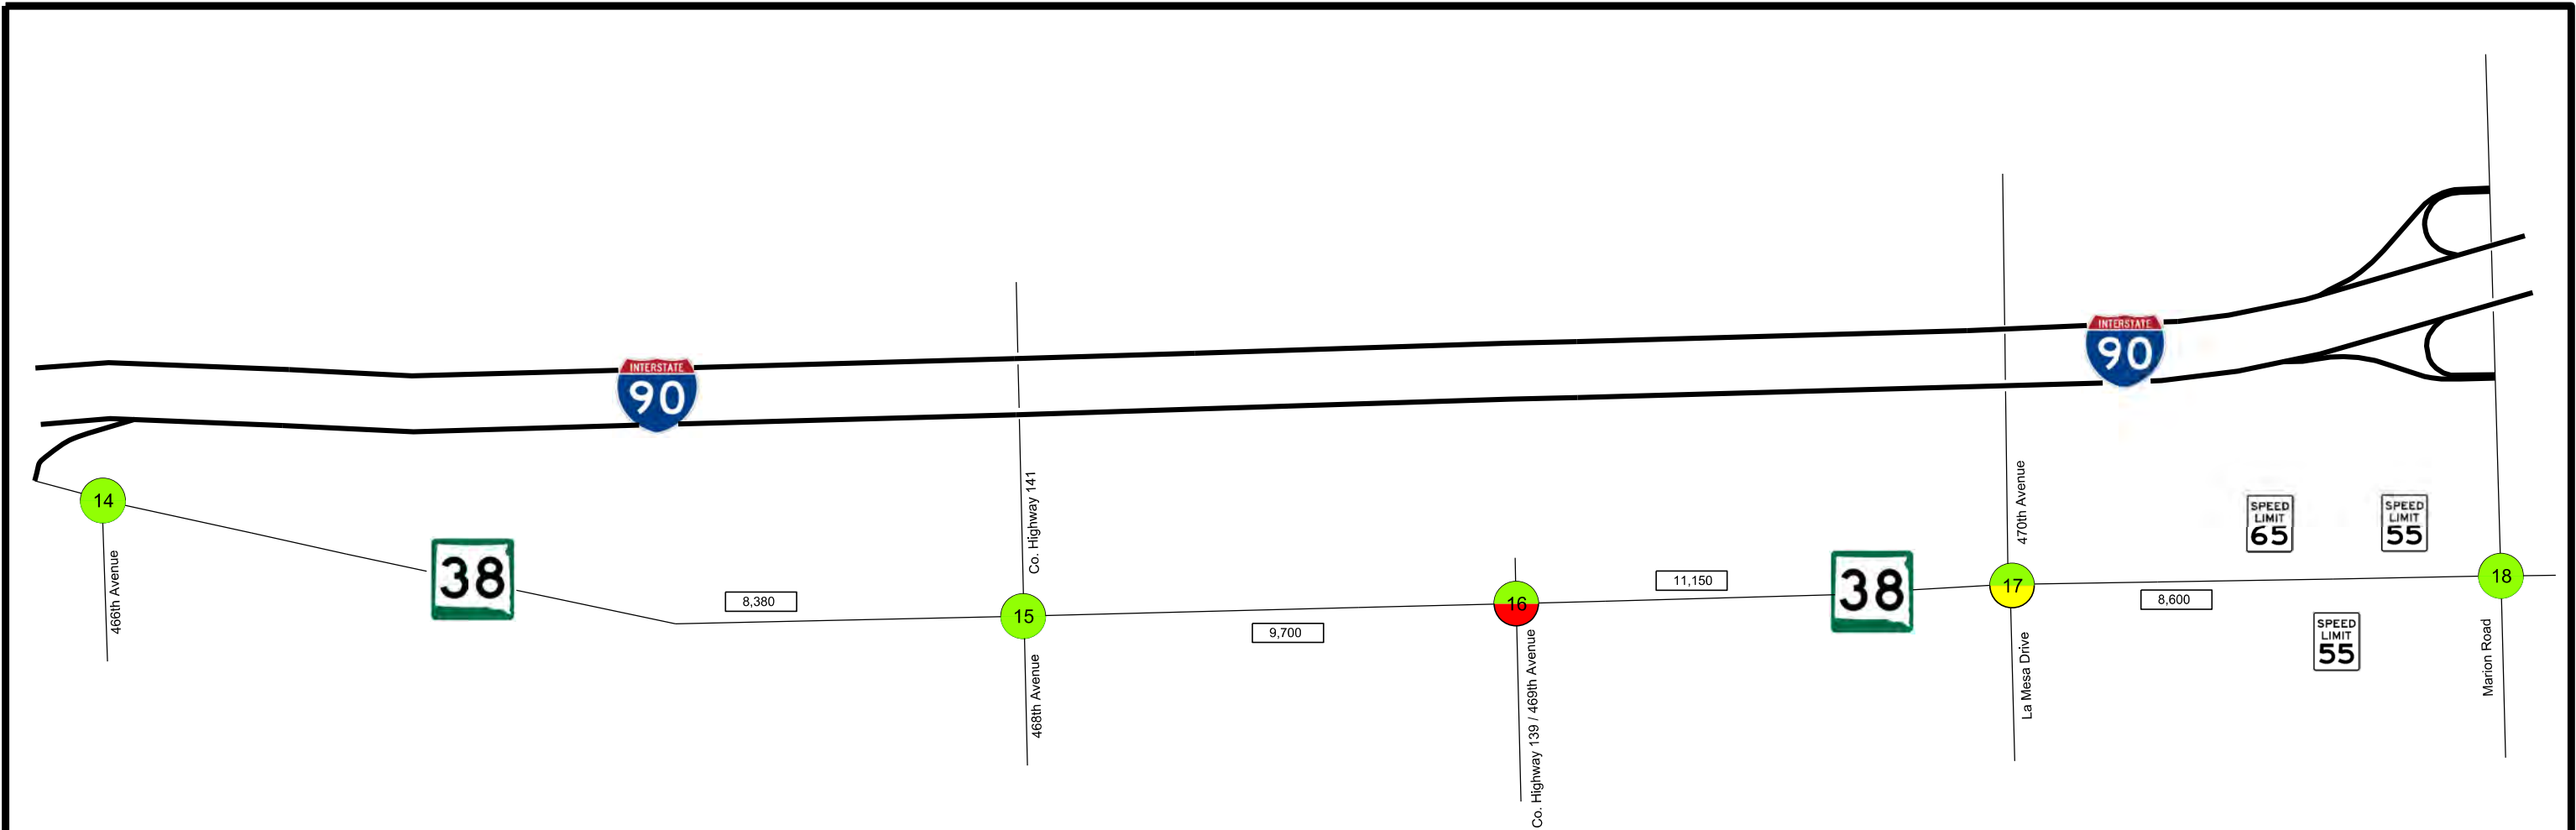 INTERSTATE
90
INTERSTATE
90
466th Avenue
Co. Highway 141
468th Avenue
Co. Highway 139 / 469th Avenue
470th Avenue
La Mesa Drive
Marion Road
14
38
8,380
15
9,700
16
11,150
38
17
8,600
18
SPEED
LIMIT
65
SPEED
LIMIT
55
SPEED
LIMIT
55